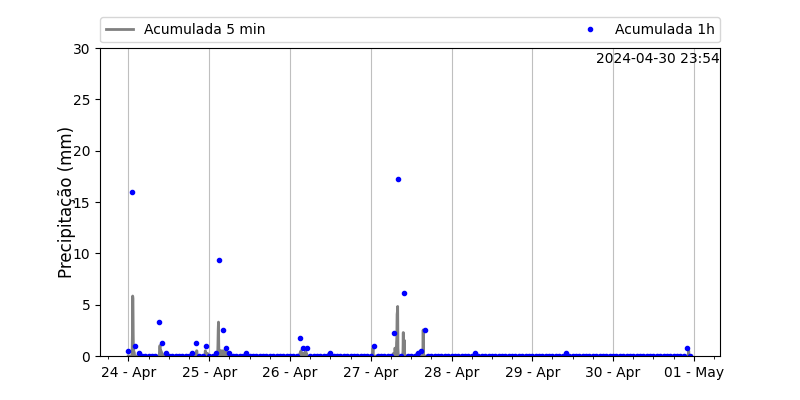 Acumulada 5 min
Acumulada 1h
2024-04-30 23:54
Precipitação (mm)
30
25
20
15
10
5
0
24 - Apr
25 - Apr
26 - Apr
27 - Apr
28 - Apr
29 - Apr
30 - Apr
01 - May